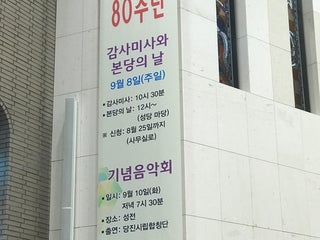 80주년
감사미사와
본당의 날
9월 8일(주일)
• 감사미사: 10시 30분
• 본당의 날: 12시~
(성당 마당)
※ 신청: 8월 25일까지
(사무실로)
기념음악회
• 일시: 9월 10일(화)
저녁 7시 30분
• 장소: 성전
• 출연: 당진시립합창단